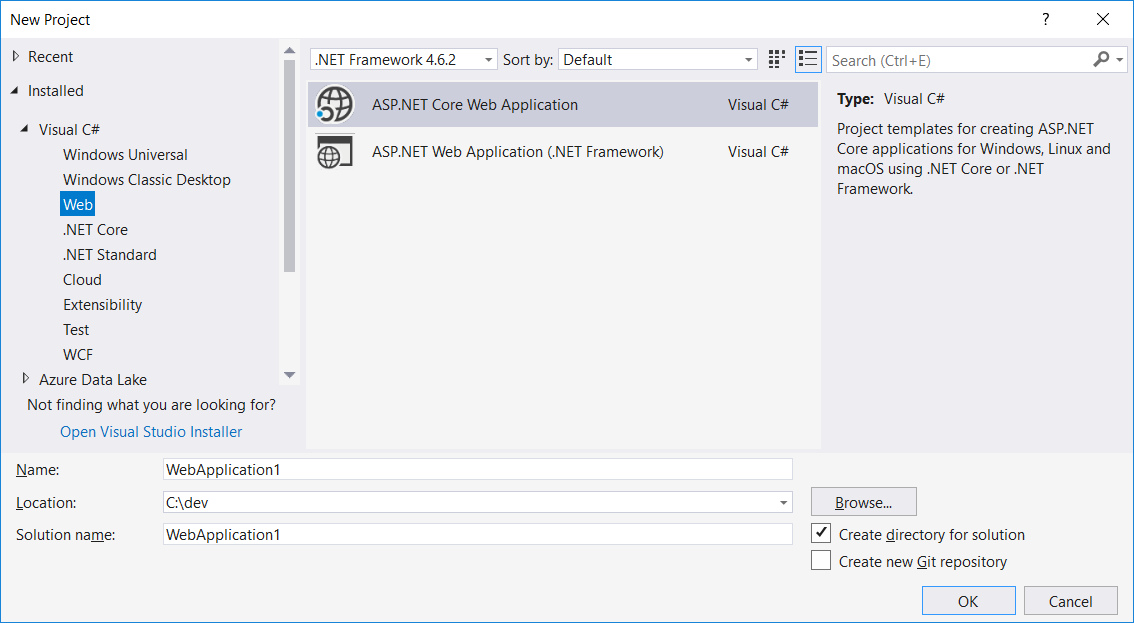 New Project
?
Recent
Installed
Visual C#
Windows Universal
Windows Classic Desktop
Web
.NET Core
.NET Standard
Cloud
Extensibility
Test
WCF
Azure Data Lake
Not finding what you are looking for?
Open Visual Studio Installer
.NET Framework 4.6.2
Sort by:
Default
Search (Ctrl+E)
ASP.NET Core Web Application Visual C#
ASP.NET Web Application (.NET Framework) Visual C#
Type: Visual C#
Project templates for creating ASP.NET
Core applications for Windows, Linux and
macOS using .NET Core or .NET
Framework.
Name: WebApplication1
Location: C:\dev
Browse...
Solution name: WebApplication1
Create directory for solution
Create new Git repository
OK
Cancel